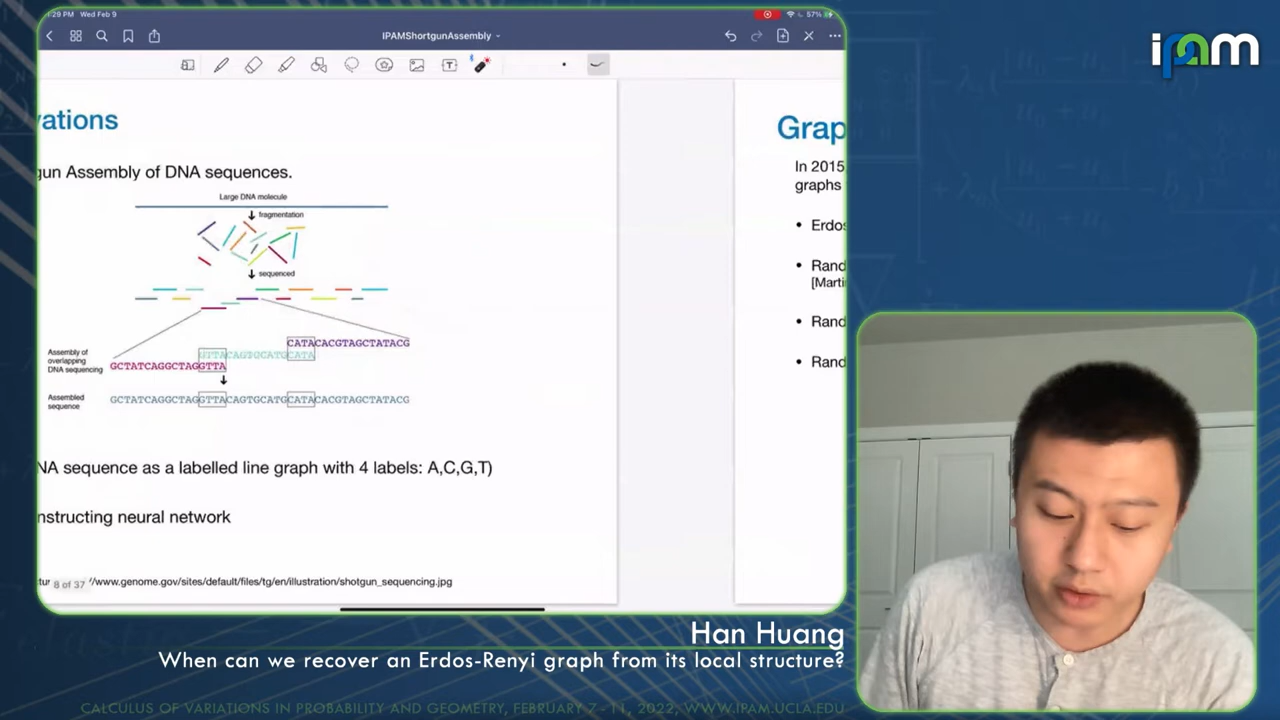 :29 PM Wed Feb 9
57%
IPAMShortgunAssembly
ipam
vations
gun Assembly of DNA sequences.
Large DNA molecule
fragmentation
sequenced
Assembly of
overlapping
DNA sequencing
CATACACGTAGCTATACG
GTTACAGTGCATGCATA
GCTATCAGGCTAGGTTA
Assembled
sequence
GCTATCAGGCTAGGTTACAGTGCATGCATACACGTAGCTATACG
NA sequence as a labelled line graph with 4 labels: A,C,G,T)
nstructing neural network
tur
8 of 37
//www.genome.gov/sites/default/files/tg/en/illustration/shotgun_sequencing.jpg
Grap
In 2015
graphs
• Erdos
• Rand
[Marti
• Rand
• Rand
Han Huang
When can we recover an Erdos-Renyi graph from its local structure?
CALCULUS OF VARIATIONS IN PROBABILITY AND GEOMETRY, FEBRUARY 7 - 11, 2022, WWW.IPAM.UCLA.EDU